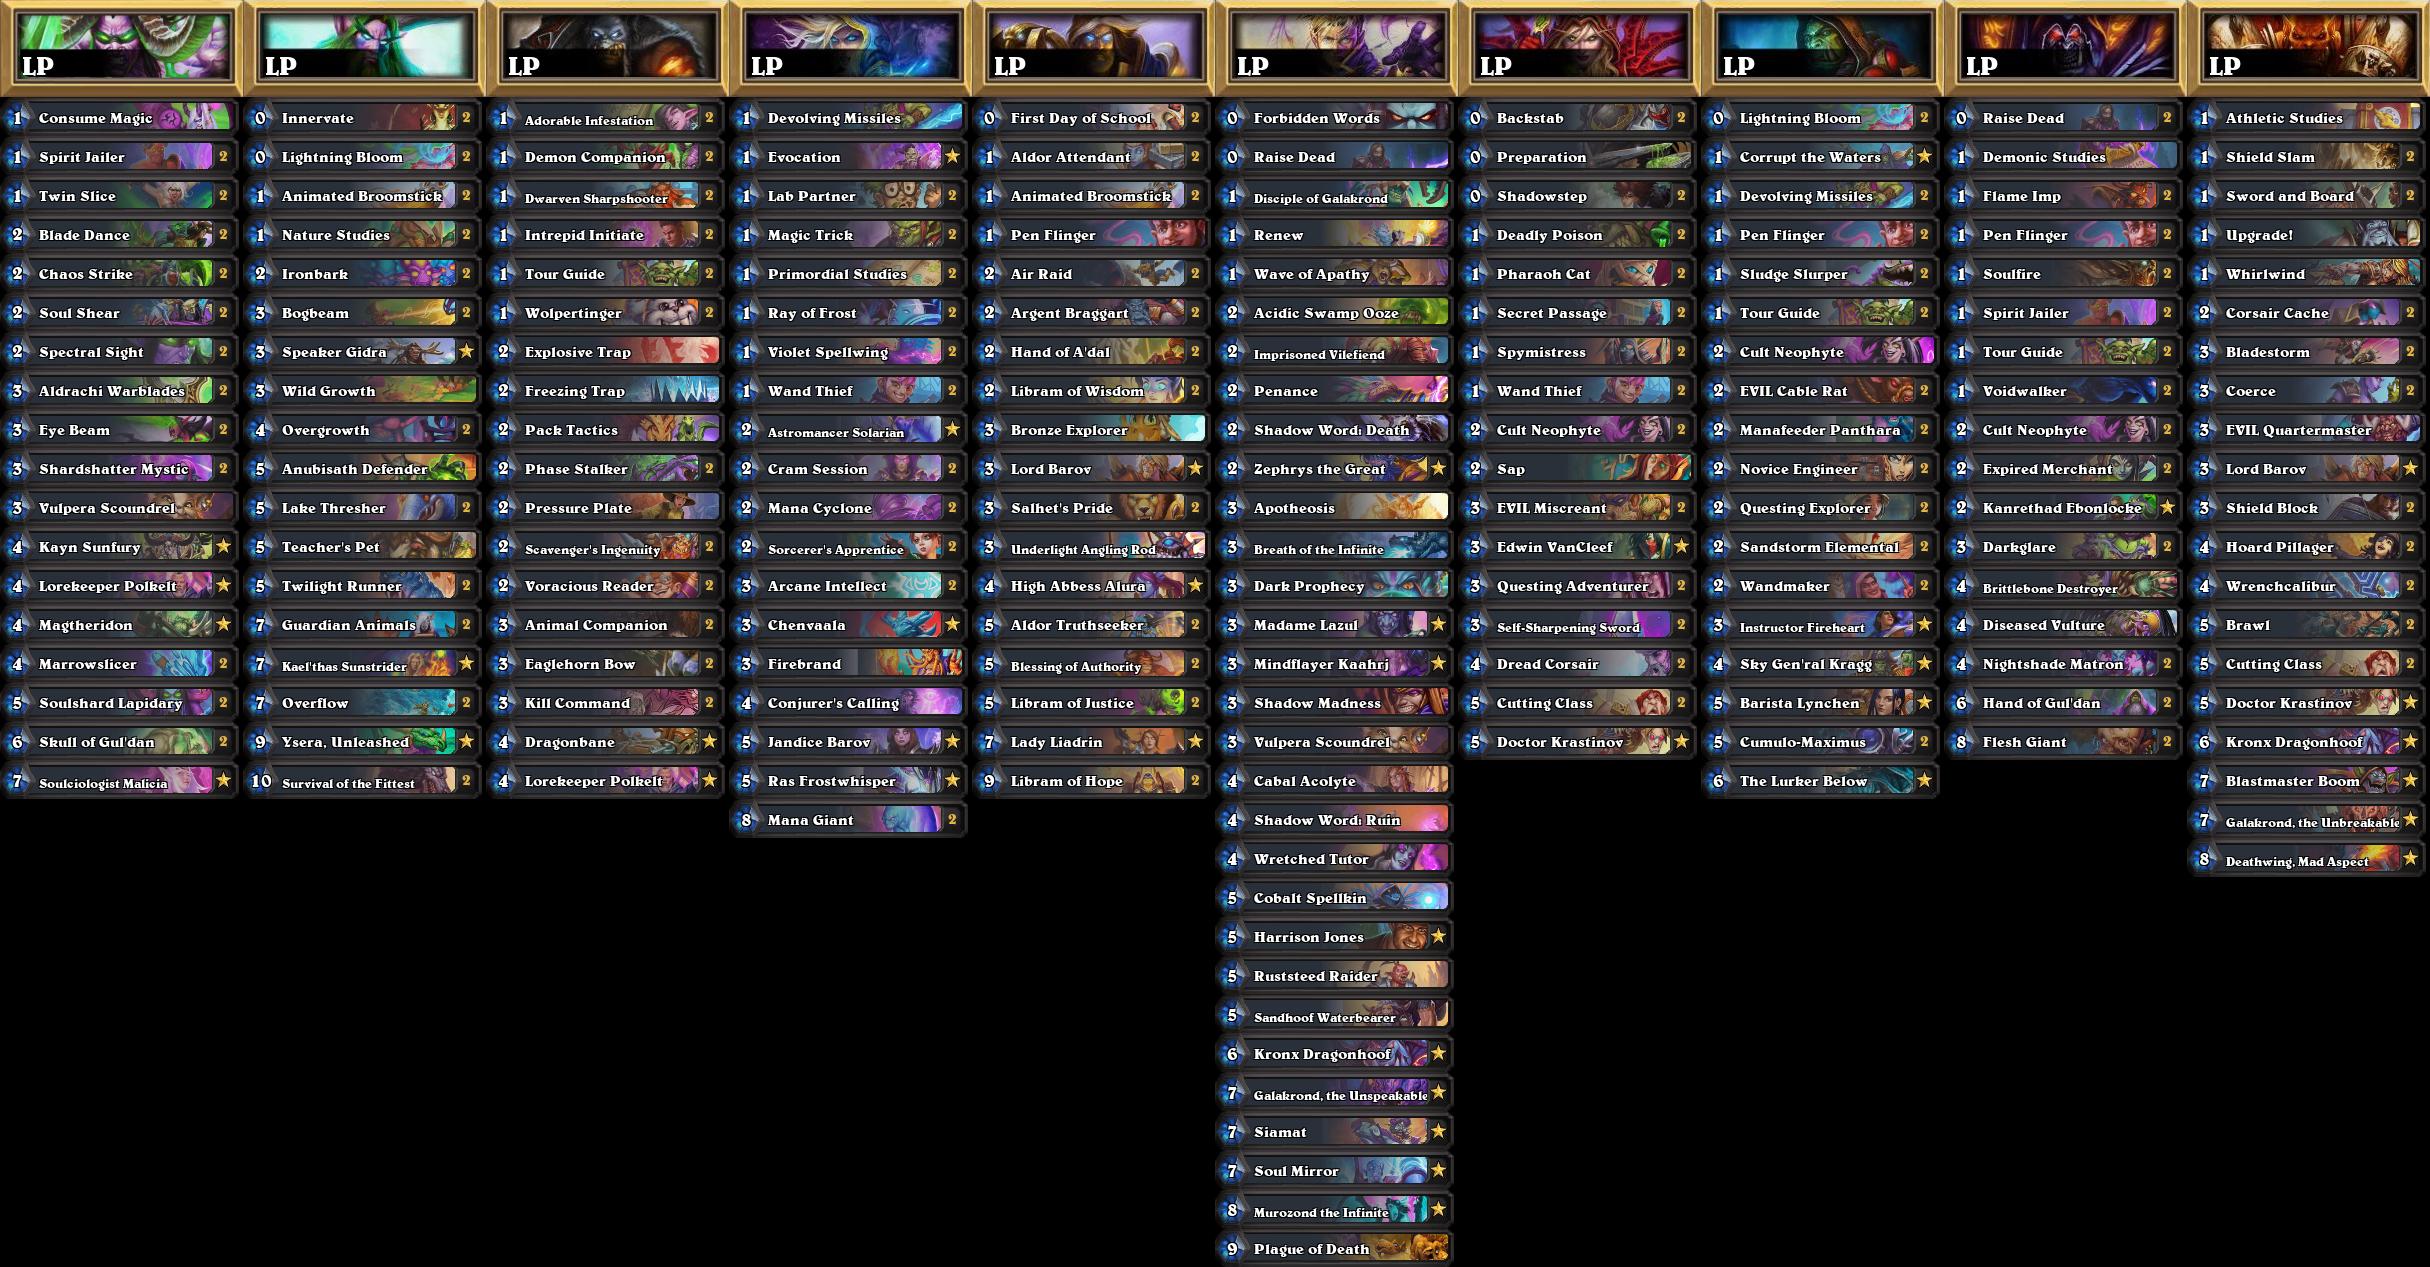 LP
1 Consume Magic
1 Spirit Jailer 2
1 Twin Slice 2
2 Blade Dance 2
2 Chaos Strike 2
2 Soul Shear 2
2 Spectral Sight 2
3 Aldrachi Warblades 2
3 Eye Beam 2
3 Shardshatter Mystic 2
3 Vulpera Scoundrel
4 Kayn Sunfury
4 Lorekeeper Polkelt
4 Magtheridon
4 Marrowslicer 2
5 Soulshard Lapidary 2
6 Skull of Gul'dan 2
7 Soulciologist Malicia
LP
0 Innervate 2
0 Lightning Bloom 2
1 Animated Broomstick 2
1 Nature Studies 2
2 Ironbark 2
3 Bogbeam 2
3 Speaker Gidra
3 Wild Growth
4 Overgrowth 2
5 Anubisath Defender
5 Lake Thresher 2
5 Teacher's Pet 2
5 Twilight Runner 2
7 Guardian Animals 2
7 Kael'thas Sunstrider
7 Overflow 2
9 Ysera, Unleashed
10 Survival of the Fittest 2
LP
1 Adorable Infestation 2
1 Demon Companion 2
1 Dwarven Sharpshooter 2
1 Intrepid Initiate 2
1 Tour Guide 2
1 Wolpertinger 2
2 Explosive Trap
2 Freezing Trap
2 Pack Tactics
2 Phase Stalker 2
2 Pressure Plate
2 Scavenger's Ingenuity 2
2 Voracious Reader 2
3 Animal Companion 2
3 Eaglehorn Bow 2
3 Kill Command 2
4 Dragonbane
4 Lorekeeper Polkelt
LP
1 Devolving Missiles
1 Evocation
1 Lab Partner 2
1 Magic Trick 2
1 Primordial Studies 2
1 Ray of Frost 2
1 Violet Spellwing 2
1 Wand Thief 2
2 Astromancer Solarian
2 Cram Session 2
2 Mana Cyclone 2
2 Sorcerer's Apprentice 2
3 Arcane Intellect 2
3 Chenvaala
3 Firebrand
4 Conjurer's Calling
5 Jandice Barov
5 Ras Frostwhisper
8 Mana Giant 2
LP
0 First Day of School 2
1 Aldor Attendant 2
1 Animated Broomstick 2
1 Pen Flinger
2 Air Raid 2
2 Argent Braggart 2
2 Hand of A'dal 2
2 Libram of Wisdom 2
3 Bronze Explorer
3 Lord Barov
3 Salhet's Pride 2
3 Underlight Angling Rod
4 High Abbess Alura
5 Aldor Truthseeker 2
5 Blessing of Authority 2
5 Libram of Justice 2
7 Lady Liadrin
9 Libram of Hope 2
LP
0 Forbidden Words
0 Raise Dead
1 Disciple of Galakrond
1 Renew
1 Wave of Apathy
2 Acidic Swamp Ooze
2 Imprisoned Vilefiend
2 Penance
2 Shadow Word: Death
2 Zephrys the Great
3 Apotheosis
3 Breath of the Infinite
3 Dark Prophecy
3 Madame Lazul
3 Mindflayer Kaahrj
3 Shadow Madness
3 Vulpera Scoundrel
4 Cabal Acolyte
4 Shadow Word: Ruin
4 Wretched Tutor
5 Cobalt Spellkin
5 Harrison Jones
5 Ruststeed Raider
5 Sandhoof Waterbearer
6 Kronx Dragonhoof
7 Galakrond, the Unspeakable
7 Siamat
7 Soul Mirror
8 Murozond the Infinite
9 Plague of Death
LP
0 Backstab 2
0 Preparation
0 Shadowstep 2
1 Deadly Poison 2
1 Pharaoh Cat 2
1 Secret Passage 2
1 Spymistress 2
1 Wand Thief 2
2 Cult Neophyte 2
2 Sap
3 EVIL Miscreant 2
3 Edwin VanCleef
3 Questing Adventurer 2
3 Self-Sharpening Sword 2
4 Dread Corsair 2
5 Cutting Class 2
5 Doctor Krastinov
LP
0 Lightning Bloom 2
1 Corrupt the Waters
1 Devolving Missiles 2
1 Pen Flinger 2
1 Sludge Slurper 2
1 Tour Guide 2
2 Cult Neophyte
2 EVIL Cable Rat 2
2 Manafeeder Panthara 2
2 Novice Engineer 2
2 Questing Explorer 2
2 Sandstorm Elemental 2
2 Wandmaker 2
3 Instructor Fireheart
4 Sky Gen'ral Kragg
5 Barista Lynchen
5 Cumulo-Maximus 2
6 The Lurker Below
LP
0 Raise Dead 2
1 Demonic Studies
1 Flame Imp 2
1 Pen Flinger 2
1 Soulfire 2
1 Spirit Jailer 2
1 Tour Guide 2
1 Voidwalker 2
2 Cult Neophyte 2
2 Expired Merchant 2
2 Kanrethad Ebonlocke
3 Darkglare 2
4 Brittlebone Destroyer
4 Diseased Vulture
4 Nightshade Matron 2
6 Hand of Gul'dan 2
8 Flesh Giant 2
LP
1 Athletic Studies
1 Shield Slam 2
1 Sword and Board 2
1 Upgrade!
1 Whirlwind
2 Corsair Cache 2
3 Bladestorm 2
3 Coerce 2
3 EVIL Quartermaster
3 Lord Barov
3 Shield Block 2
4 Hoard Pillager 2
4 Wrenchcalibur 2
5 Brawl 2
5 Cutting Class 2
5 Doctor Krastinov
6 Kronx Dragonhoof
7 Blastmaster Boom
7 Galakrond, the Unbreakable
8 Deathwing, Mad Aspect